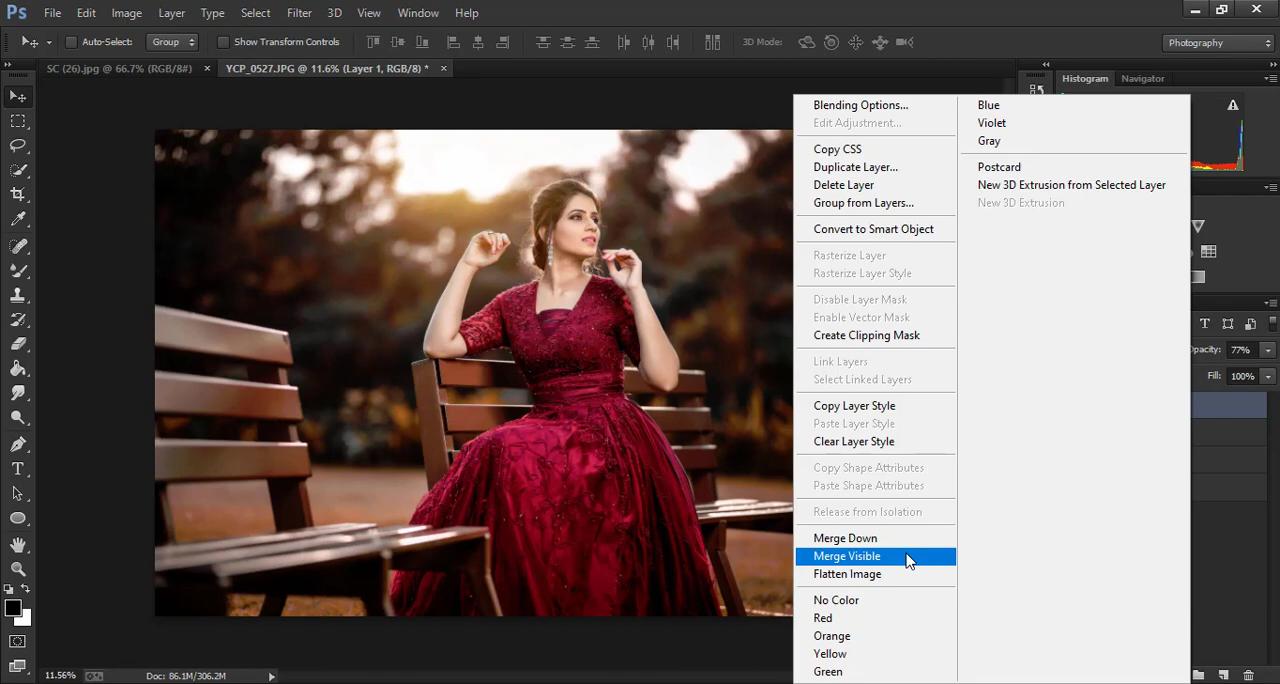 Ps File Edit Image Layer Type Select Filter 3D View Window Help
Auto-Select: Group Show Transform Controls 3D Mode: Photography
SC (26).jpg @ 66.7% (RGB/8#) × YCP_0527.JPG @ 11.6% (Layer 1, RGB/8) * ×
Histogram Navigator
Blending Options...
Edit Adjustment...
Copy CSS
Duplicate Layer...
Delete Layer
Group from Layers...
Convert to Smart Object
Rasterize Layer
Rasterize Layer Style
Disable Layer Mask
Enable Vector Mask
Create Clipping Mask
Link Layers
Select Linked Layers
Copy Layer Style
Paste Layer Style
Clear Layer Style
Copy Shape Attributes
Paste Shape Attributes
Release from Isolation
Merge Down
Merge Visible
Flatten Image
No Color
Red
Orange
Yellow
Green
Blue
Violet
Gray
Postcard
New 3D Extrusion from Selected Layer
New 3D Extrusion
pacity: 77%
Fill: 100%
11.56% Doc: 86.1M/306.2M